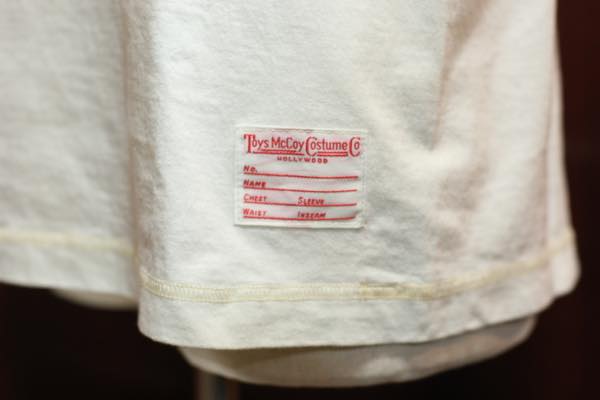 Toys McCoy Costume Co
HOLLYWOOD
No.
NAME
CHEST SLEEVE
WAIST INSEAM